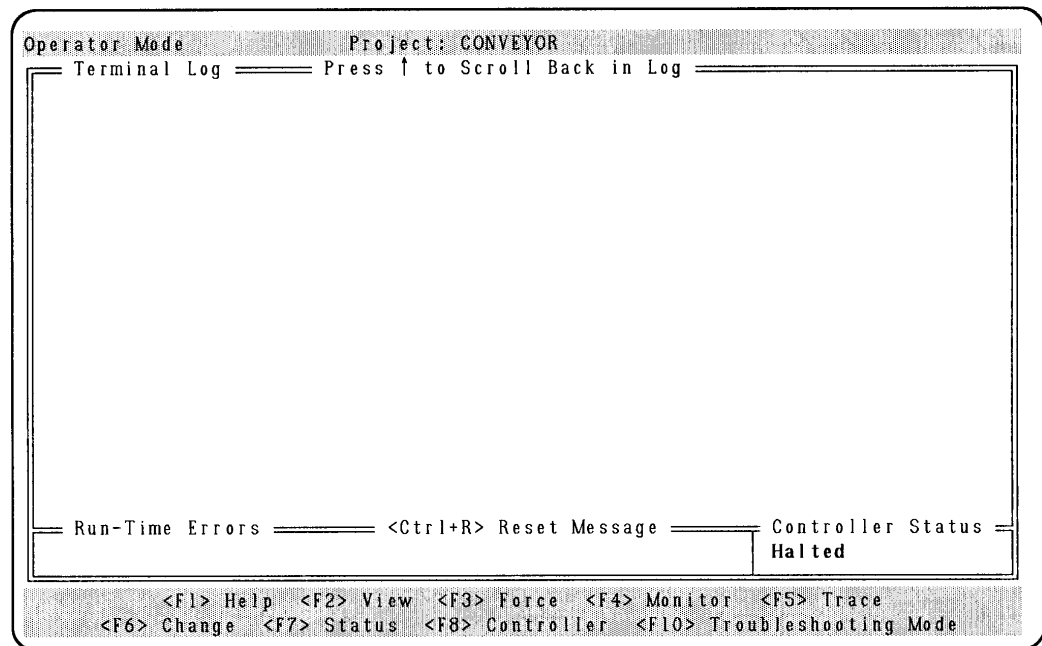 Operator Mode Project: CONVEYOR
Terminal Log Press ↑ to Scroll Back in Log
Run-Time Errors <Ctrl+R> Reset Message Controller Status
Halted
<F1> Help <F2> View <F3> Force <F4> Monitor <F5> Trace
<F6> Change <F7> Status <F8> Controller <F10> Troubleshooting Mode